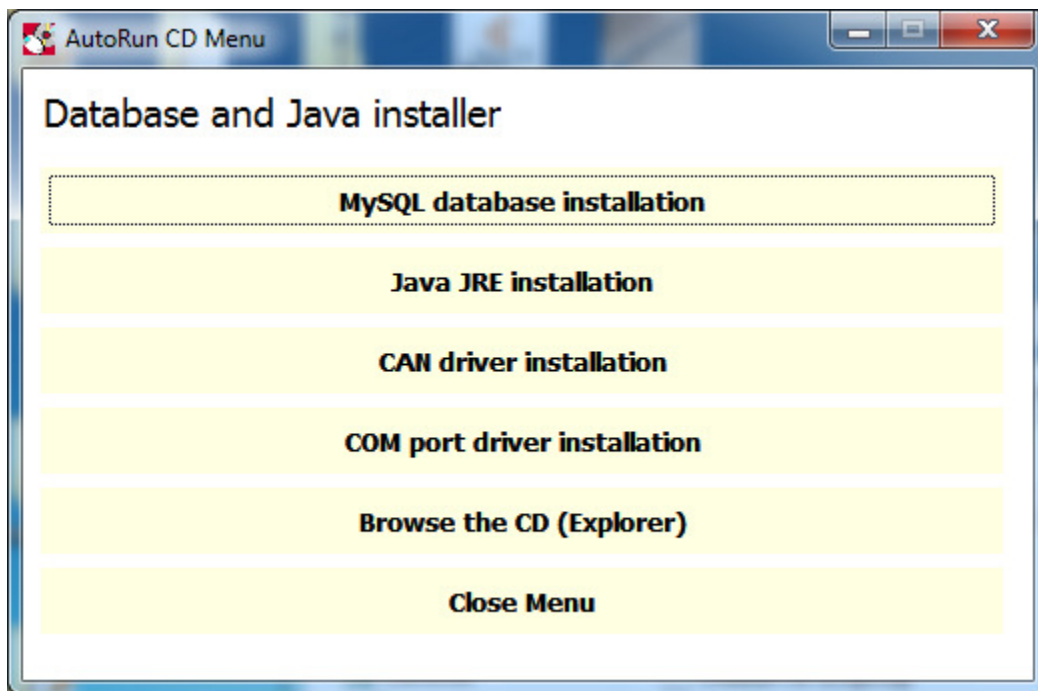 AutoRun CD Menu
Database and Java installer
MySQL database installation
Java JRE installation
CAN driver installation
COM port driver installation
Browse the CD (Explorer)
Close Menu